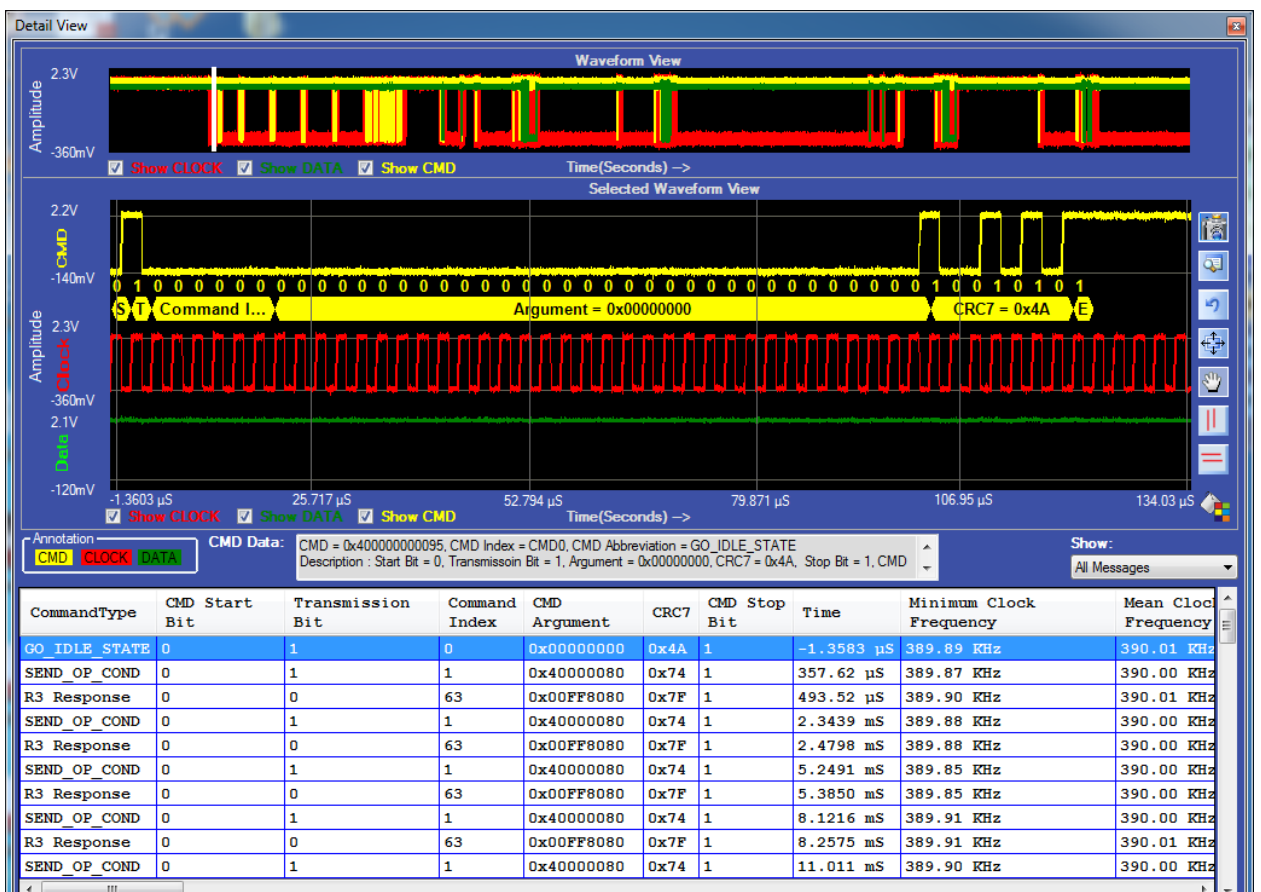 Detail View
Waveform View
2.3V
Amplitude
-360mV
Show CLOCK Show DATA Show CMD Time(Seconds) -->
Selected Waveform View
2.2V
CMD
-140mV
0 1 0 0 0 0 0 0 0 0 0 0 0 0 0 0 0 0 0 0 0 0 0 0 0 0 0 0 0 0 0 0 0 0 0 0 0 0 0 0 1 0 0 1 0 1 0 1
S T Command I... Argument = 0x00000000 CRC7 = 0x4A E
Amplitude
2.3V
Clock
-360mV
2.1V
Data
-120mV
-1.3603 µS 25.717 µS 52.794 µS 79.871 µS 106.95 µS 134.03 µS
Show CLOCK Show DATA Show CMD Time(Seconds) -->
Annotation
CMD CLOCK DATA
CMD Data:
CMD = 0x400000000095, CMD Index = CMD0, CMD Abbreviation = GO_IDLE_STATE
Description : Start Bit = 0, Transmissoin Bit = 1, Argument = 0x00000000, CRC7 = 0x4A, Stop Bit = 1, CMD
Show:
All Messages
CommandType CMD Start Bit Transmission Bit Command Index CMD Argument CRC7 CMD Stop Bit Time Minimum Clock Frequency Mean Cloc Frequency
GO_IDLE_STATE 0 1 0 0x00000000 0x4A 1 -1.3583 µS 389.89 KHz 390.01 KHz
SEND_OP_COND 0 1 1 0x40000080 0x74 1 357.62 µS 389.87 KHz 390.00 KHz
R3 Response 0 0 63 0x00FF8080 0x7F 1 493.52 µS 389.90 KHz 390.01 KHz
SEND_OP_COND 0 1 1 0x40000080 0x74 1 2.3439 mS 389.88 KHz 390.00 KHz
R3 Response 0 0 63 0x00FF8080 0x7F 1 2.4798 mS 389.88 KHz 390.00 KHz
SEND_OP_COND 0 1 1 0x40000080 0x74 1 5.2491 mS 389.85 KHz 390.00 KHz
R3 Response 0 0 63 0x00FF8080 0x7F 1 5.3850 mS 389.85 KHz 390.00 KHz
SEND_OP_COND 0 1 1 0x40000080 0x74 1 8.1216 mS 389.91 KHz 390.00 KHz
R3 Response 0 0 63 0x00FF8080 0x7F 1 8.2575 mS 389.91 KHz 390.01 KHz
SEND_OP_COND 0 1 1 0x40000080 0x74 1 11.011 mS 389.90 KHz 390.00 KHz